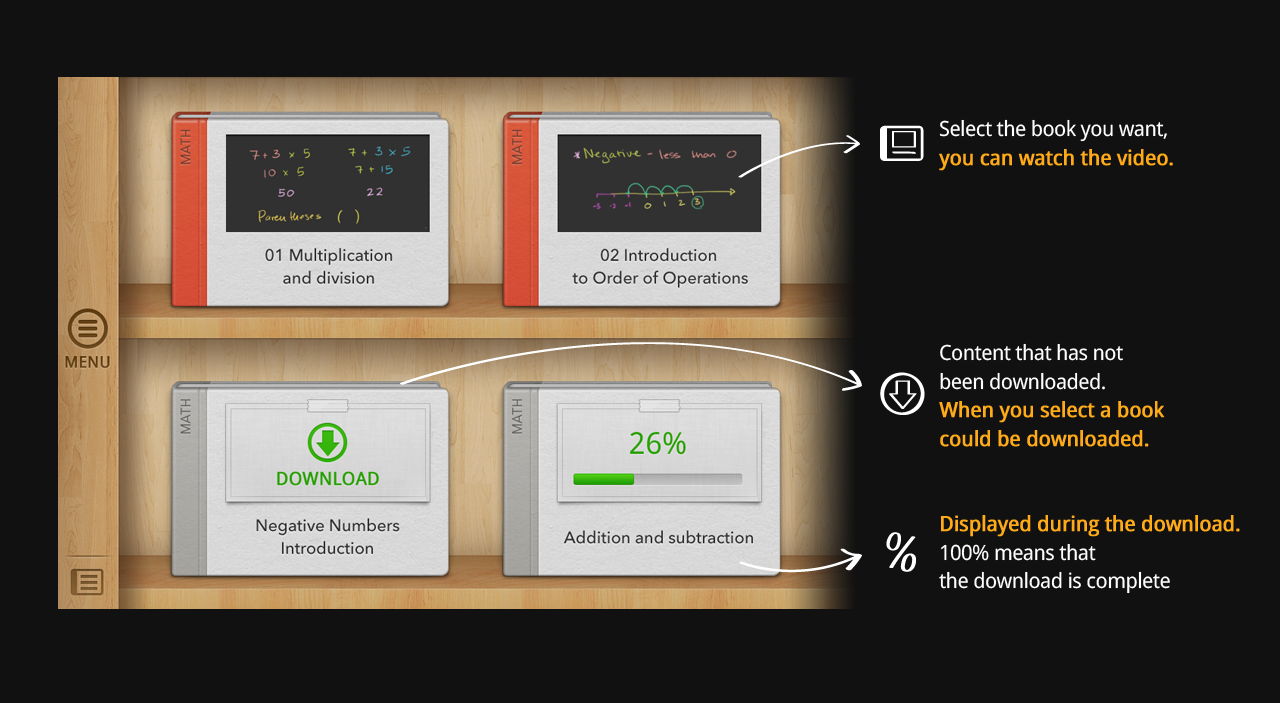 MATH
7+3 x 5
10 x 5
50
7 + 3 x 5
7 + 15
22
Parentheses ( )
01 Multiplication
and division
MATH
* Negative - less than 0
-3 -2 -1 0 1 2 3
02 Introduction
to Order of Operations
Select the book you want,
you can watch the video.
MENU
MATH
DOWNLOAD
Negative Numbers
Introduction
MATH
26%
Addition and subtraction
Content that has not
been downloaded.
When you select a book
could be downloaded.
%
Displayed during the download.
100% means that
the download is complete